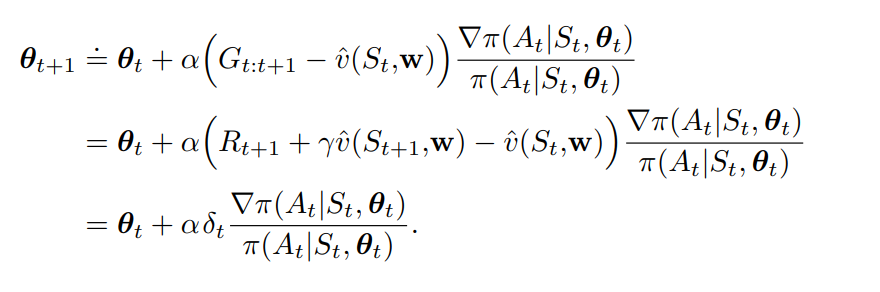 θ_{t+1} ≐ θ_t + α(G_{t:t+1} − v̂(S_t,w)) ∇π(A_t|S_t, θ_t) / π(A_t|S_t, θ_t)
= θ_t + α(R_{t+1} + γv̂(S_{t+1},w) − v̂(S_t,w)) ∇π(A_t|S_t, θ_t) / π(A_t|S_t, θ_t)
= θ_t + αδ_t ∇π(A_t|S_t, θ_t) / π(A_t|S_t, θ_t).